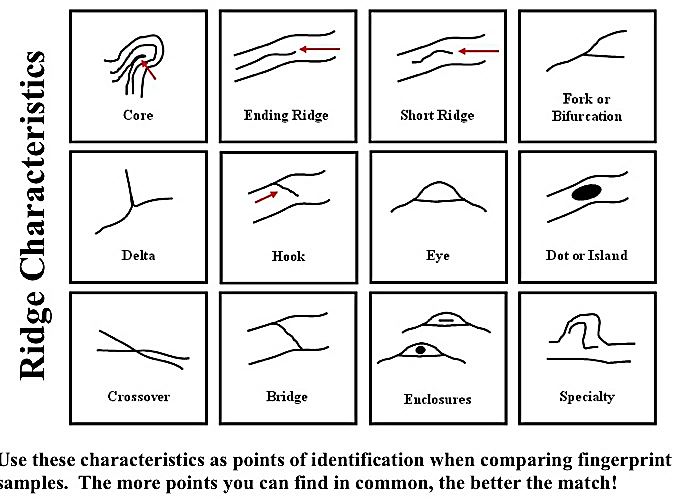 Ridge Characteristics
Core
Ending Ridge
Short Ridge
Fork or
Bifurcation
Delta
Hook
Eye
Dot or Island
Crossover
Bridge
Enclosures
Specialty
Use these characteristics as points of identification when comparing fingerprint
samples.  The more points you can find in common, the better the match!